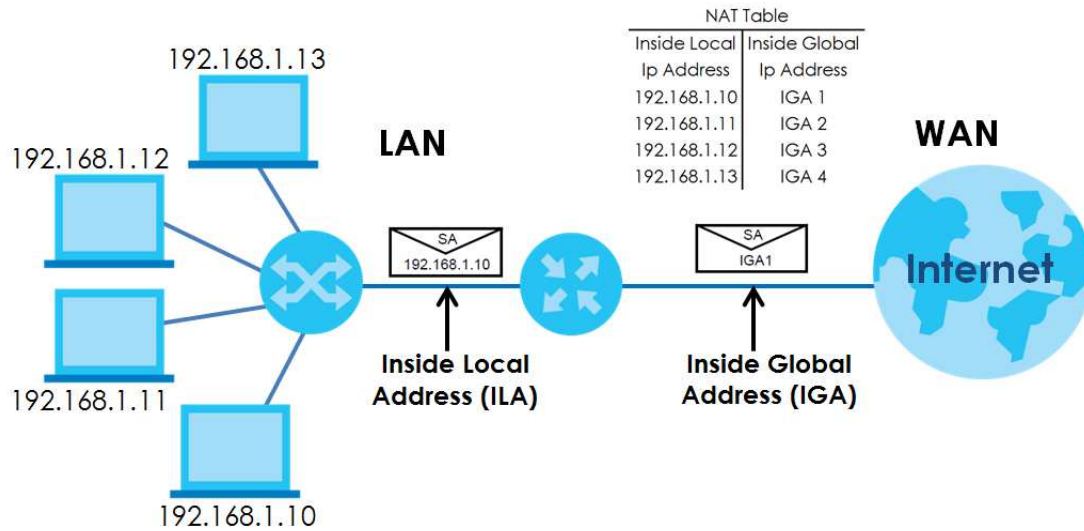 192.168.1.13
192.168.1.12
192.168.1.11
192.168.1.10
LAN
SA
192.168.1.10
Inside Local
Address (ILA)
NAT Table
Inside Local Inside Global
Ip Address Ip Address
192.168.1.10 IGA 1
192.168.1.11 IGA 2
192.168.1.12 IGA 3
192.168.1.13 IGA 4
WAN
SA
IGA1
Inside Global
Address (IGA)
Internet